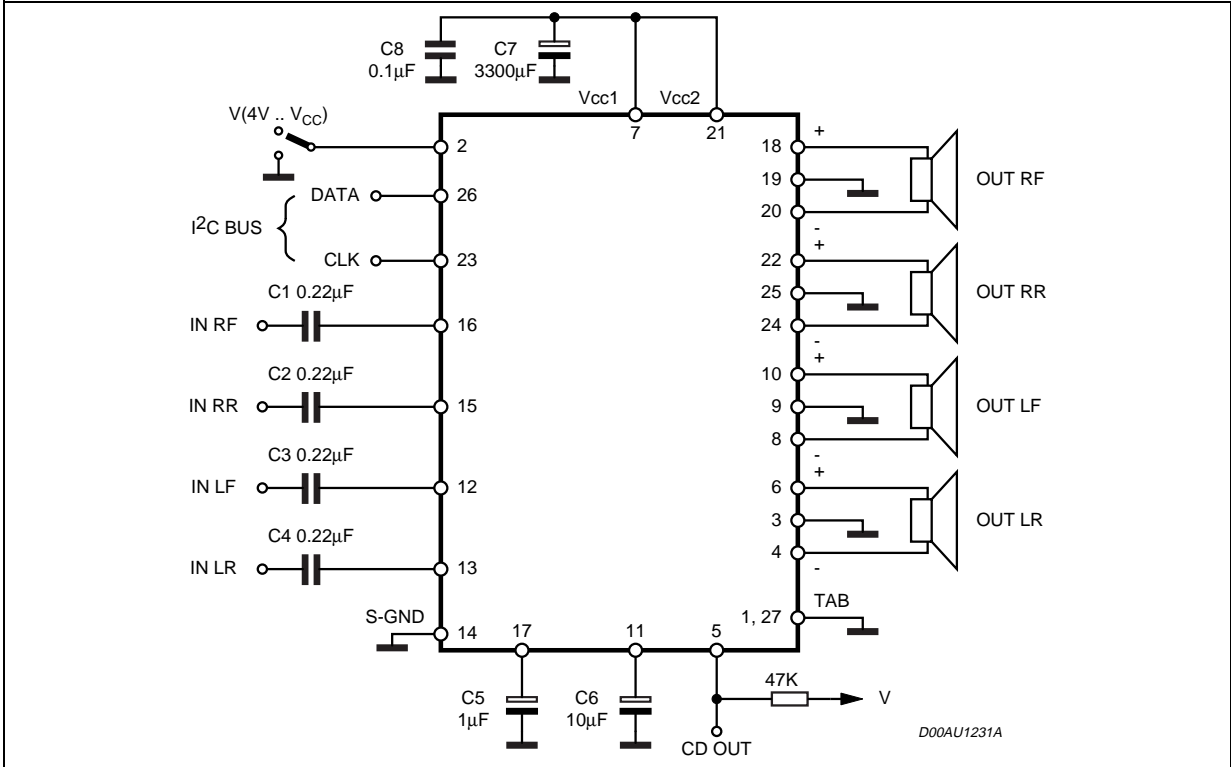 C8
0.1μF
C7
3300μF
Vcc1
Vcc2
7
21
V(4V .. VCC)
2
I2C BUS
DATA
26
CLK
23
C1 0.22μF
IN RF
16
C2 0.22μF
IN RR
15
C3 0.22μF
IN LF
12
C4 0.22μF
IN LR
13
S-GND
14
17
11
5
C5
1μF
C6
10μF
CD OUT
47K
V
18
+
19
20
-
OUT RF
22
+
25
24
-
OUT RR
10
+
9
8
-
OUT LF
6
+
3
4
-
OUT LR
1, 27
TAB
D00AU1231A